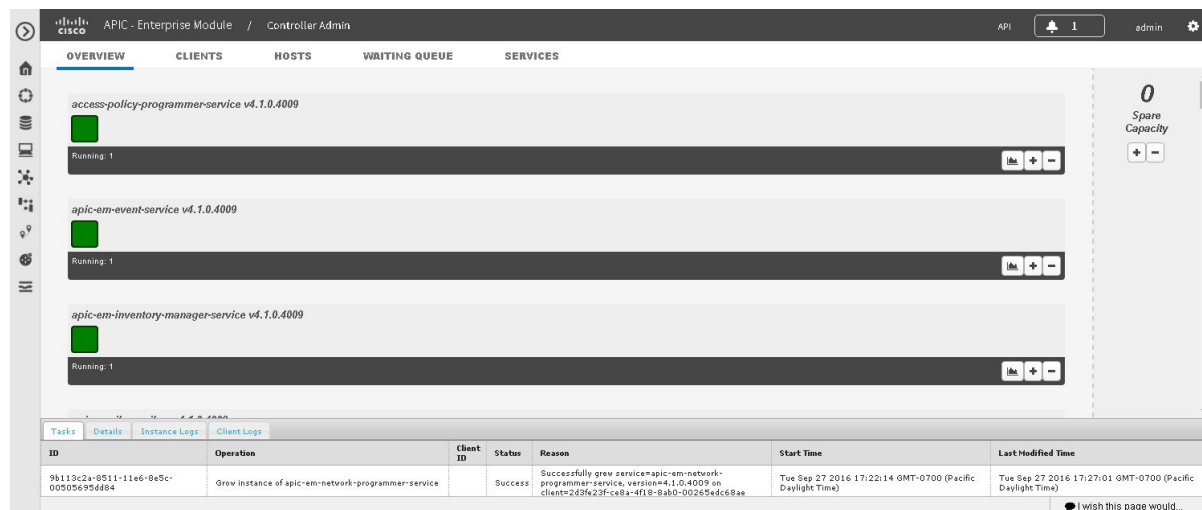 CISCO APIC - Enterprise Module / Controller Admin API 1 admin
OVERVIEW CLIENTS HOSTS WAITING QUEUE SERVICES
access-policy-programmer-service v4.1.0.4009
Running: 1
0
Spare
Capacity
apic-em-event-service v4.1.0.4009
Running: 1
apic-em-inventory-manager-service v4.1.0.4009
Running: 1
Tasks Details Instance Logs Client Logs
ID Operation Client ID Status Reason Start Time Last Modified Time
9b113c2a-8511-11e6-8e5c-
00505695dd84
Grow instance of apic-em-network-programmer-service
Success
Successfully grew service=apic-em-network-
programmer-service, version=4.1.0.4009 on
client=2d3fe23f-ce8a-4f18-8ab0-00265edc68ae
Tue Sep 27 2016 17:22:14 GMT-0700 (Pacific
Daylight Time)
Tue Sep 27 2016 17:27:01 GMT-0700 (Pacific
Daylight Time)
I wish this page would...